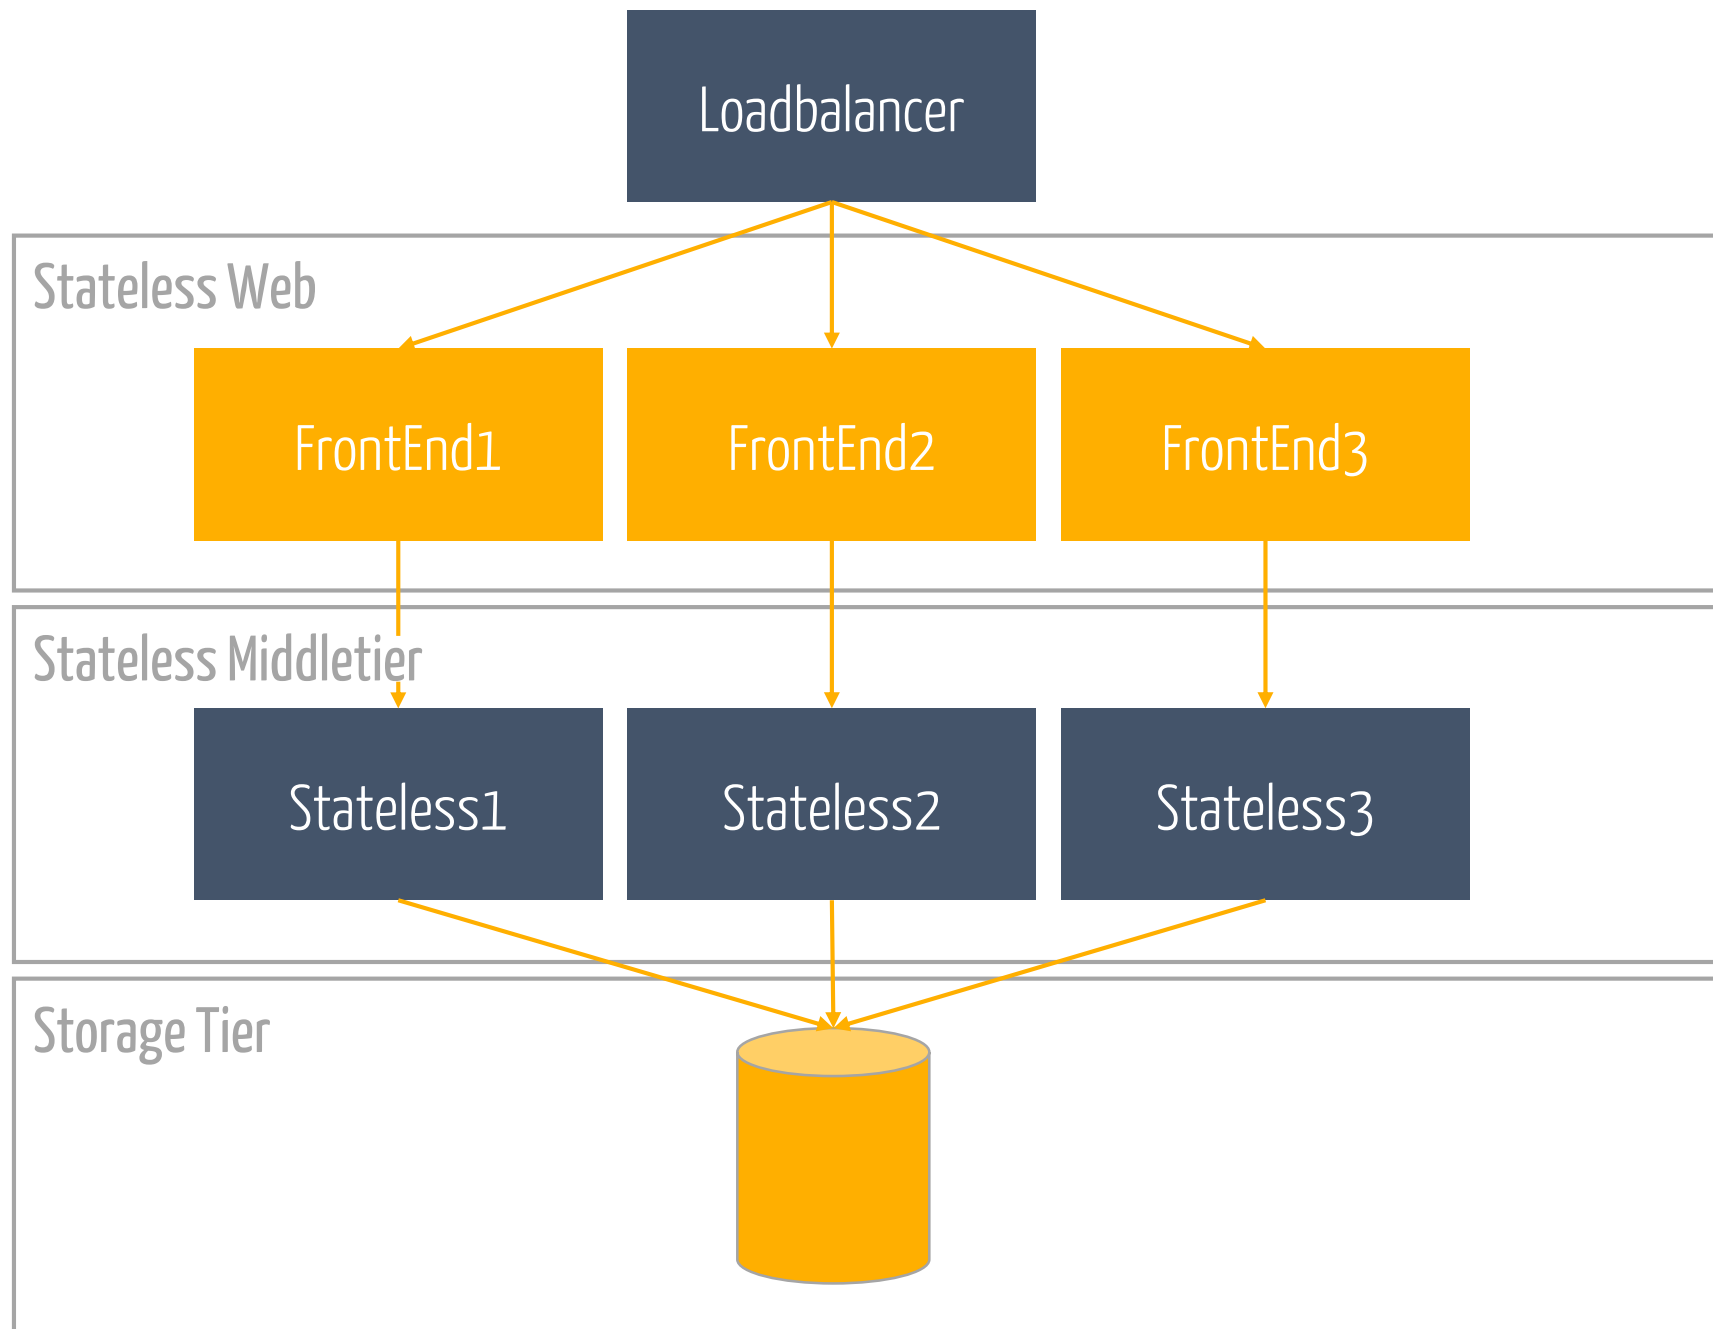 Loadbalancer
Stateless Web
FrontEnd1
FrontEnd2
FrontEnd3
Stateless Middletier
Stateless1
Stateless2
Stateless3
Storage Tier